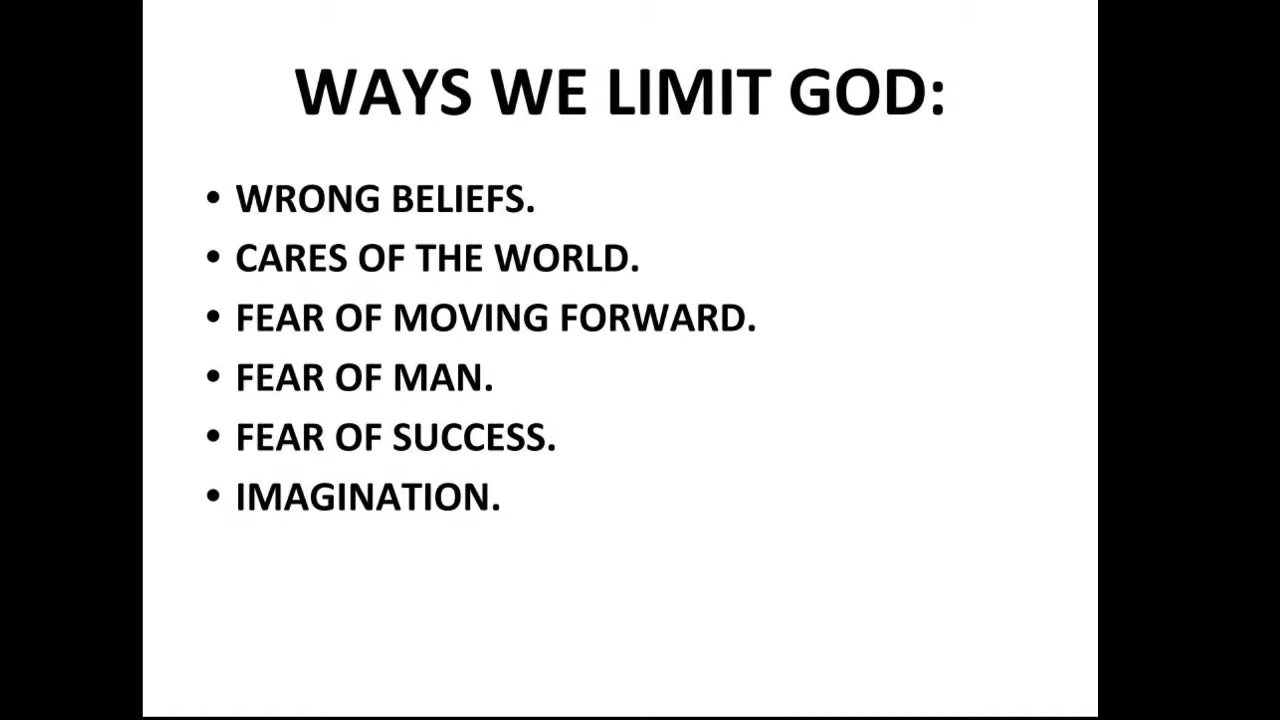 WAYS WE LIMIT GOD:
• WRONG BELIEFS.
• CARES OF THE WORLD.
• FEAR OF MOVING FORWARD.
• FEAR OF MAN.
• FEAR OF SUCCESS.
• IMAGINATION.